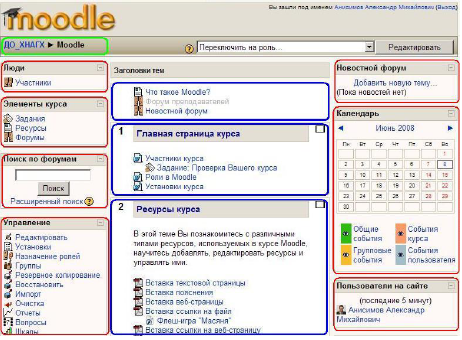 moodle
Вы зашли под именем Анисимов Александр Михайлович (Выход)
ДО_ХНАГХ ► Moodle
Переключить на роль...
Редактировать
Люди
Участники
Элементы курса
Задания
Ресурсы
Форумы
Поиск по форумам
Поиск
Расширенный поиск
Управление
Редактировать
Установки
Назначение ролей
Группы
Резервное копирование
Восстановить
Импорт
Очистка
Отчеты
Вопросы
Шкалы
Заголовки тем
Что такое Moodle?
Форум преподавателей
Новостной форум
1 Главная страница курса
Участники курса
Задание: Проверка Вашего курса
Роли в Moodle
Установки курса
2 Ресурсы курса
В этой теме Вы познакомитесь с различными
типами ресурсов, используемых в курсе Moodle,
научитесь добавлять, редактировать ресурсы и
управлять ими.
Вставка текстовой страницы
Вставка пояснения
Вставка веб-страницы
Вставка ссылки на файл
Флеш-игра "Масяня"
Вставка ссылки на веб-страницу
Новостной форум
Добавить новую тему...
(Пока новостей нет)
Календарь
◄ Июнь 2008 ►
Пн Вт Ср Чт Пт Сб Вс
1
2 3 4 5 6 7 8
9 10 11 12 13 14 15
16 17 18 19 20 21 22
23 24 25 26 27 28 29
30
Общие события
События курса
Групповые события
События пользователя
Пользователи на сайте
(последние 5 минут)
Анисимов Александр
Михайлович